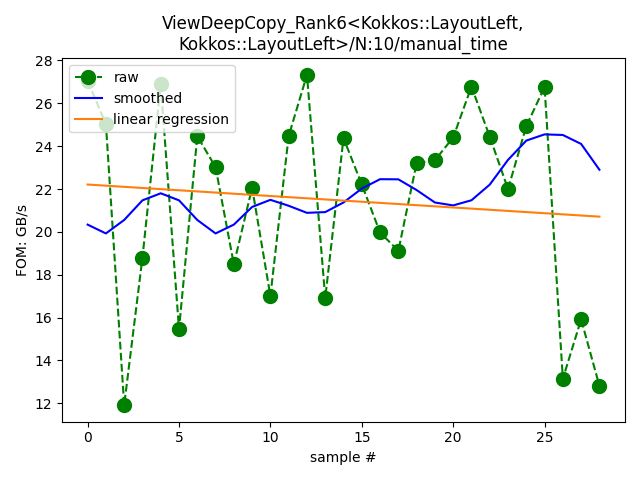 ViewDeepCopy_Rank6<Kokkos::LayoutLeft,
Kokkos::LayoutLeft>/N:10/manual_time
28
26
24
22
20
18
16
14
12
FOM: GB/s
raw
smoothed
linear regression
0
5
10
15
20
25
sample #